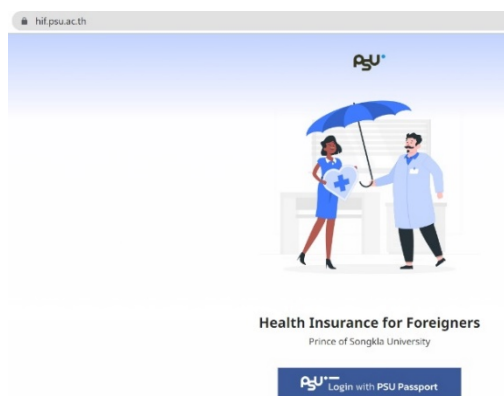 hif.psu.ac.th
PSU
Health Insurance for Foreigners
Prince of Songkla University
PSU Login with PSU Passport